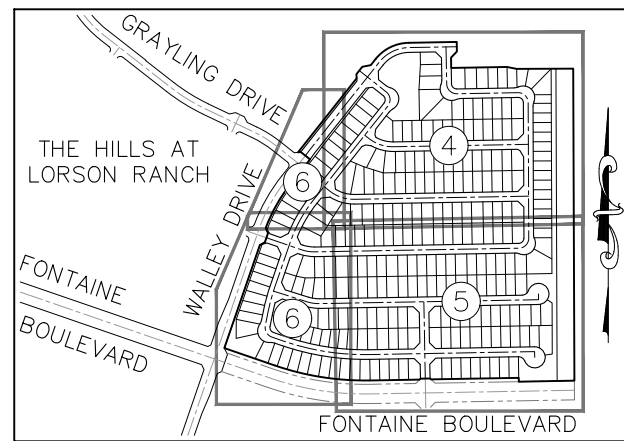 GRAYLING DRIVE
THE HILLS AT
LORSON RANCH
WALLEY DRIVE
FONTAINE
BOULEVARD
4
6
5
6
FONTAINE BOULEVARD